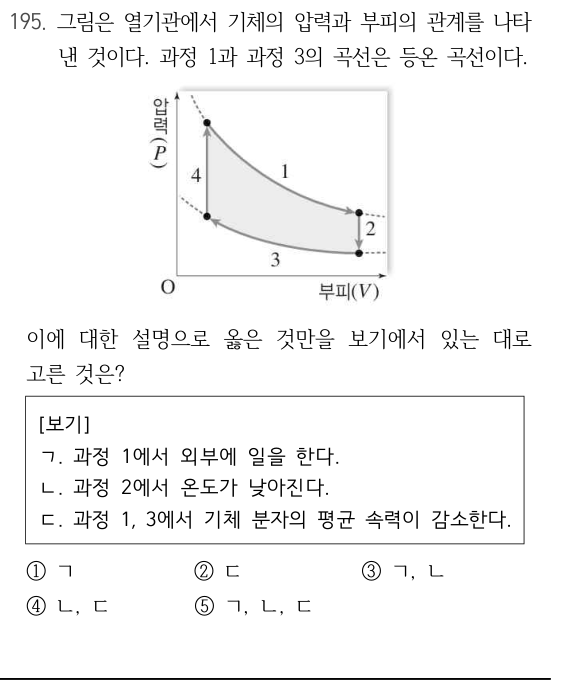 195. 그림은 열기관에서 기체의 압력과 부피의 관계를 나타
낸 것이다. 과정 1과 과정 3의 곡선은 등온 곡선이다.
압력(P)
1
4
2
3
O
부피(V)
이에 대한 설명으로 옳은 것만을 보기에서 있는 대로
고른 것은?
[보기]
ㄱ. 과정 1에서 외부에 일을 한다.
ㄴ. 과정 2에서 온도가 낮아진다.
ㄷ. 과정 1, 3에서 기체 분자의 평균 속력이 감소한다.
① ㄱ ② ㄷ ③ ㄱ, ㄴ
④ ㄴ, ㄷ ⑤ ㄱ, ㄴ, ㄷ